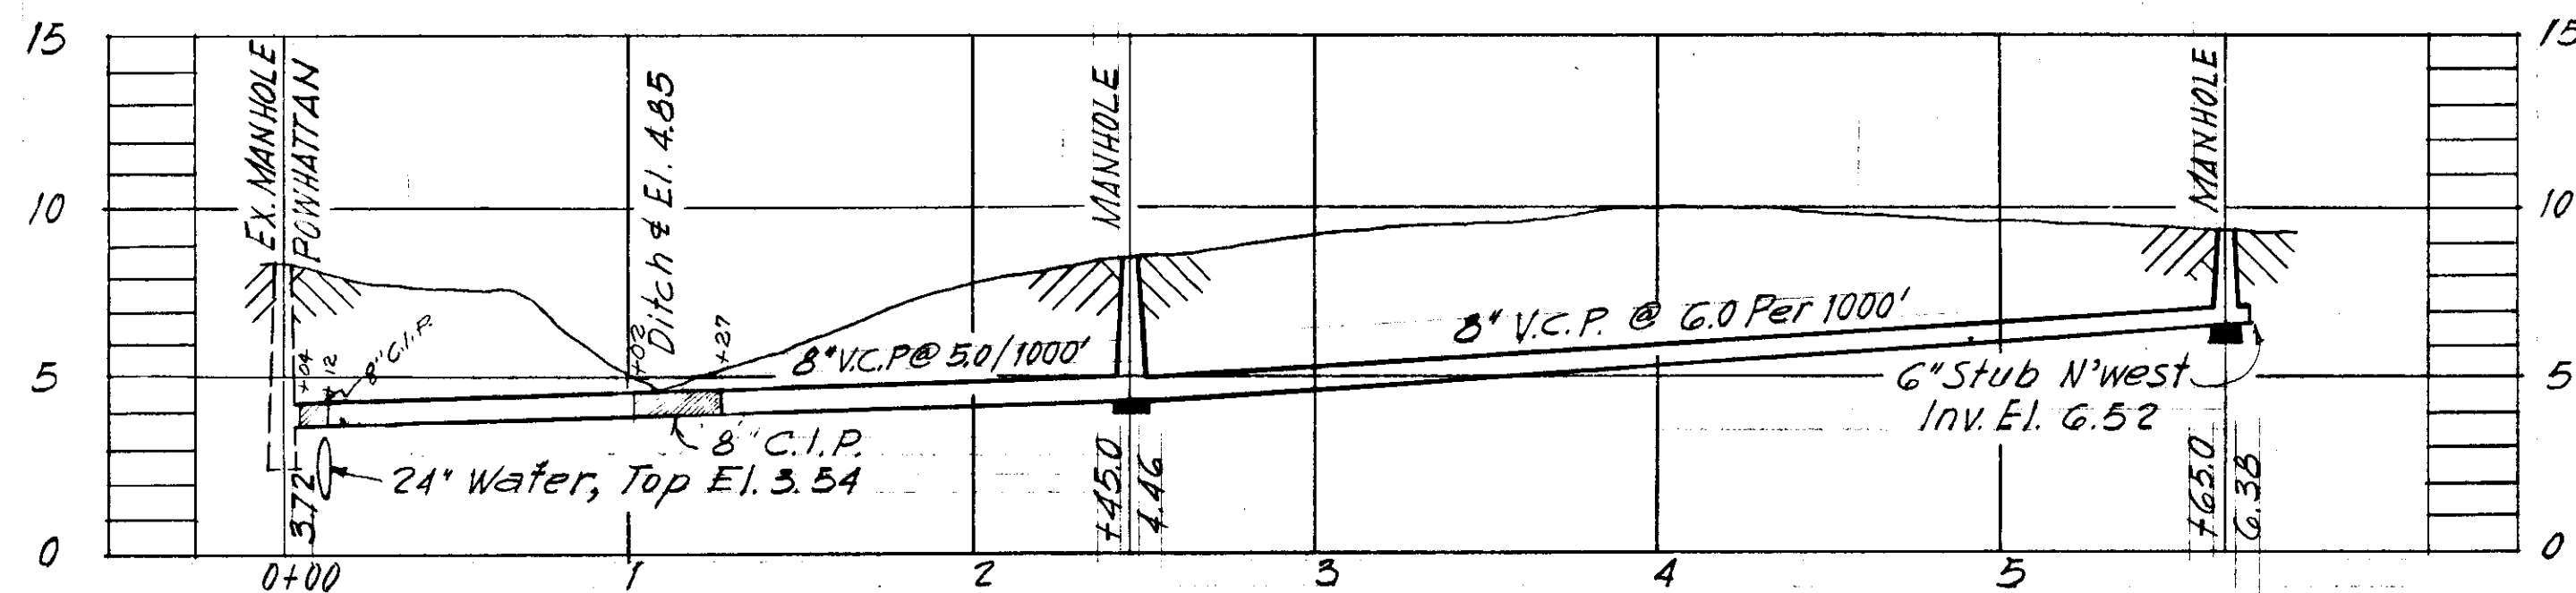 15
15
10
10
5
5
0
0
EX. MANHOLE
POWHATTAN
Ditch ¢ El. 4.85
MANHOLE
MANHOLE
+04
+12
8" C.I.P.
+02
+27
8" V.C.P @ 5.0/1000'
8" V.C.P. @ 6.0 Per 1000'
6" Stub N'west
Inv. El. 6.52
8" C.I.P.
24" Water, Top El. 3.54
3.72
+45.0
4.46
+65.0
6.38
0+00
1
2
3
4
5